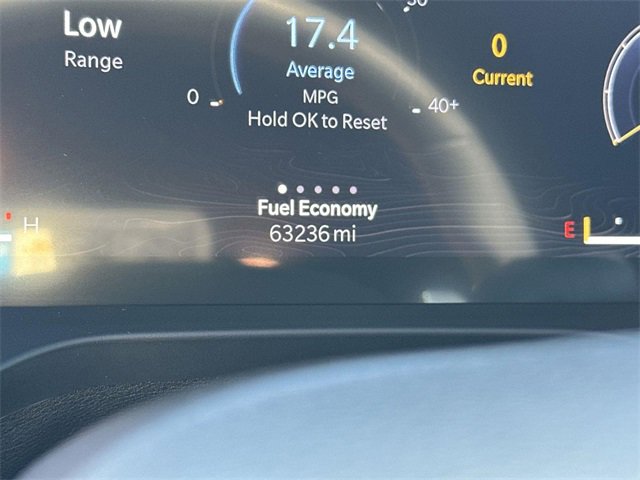 Low
Range
17.4
Average
MPG
Hold OK to Reset
0
40+
0
Current
Fuel Economy
63236 mi
H
E